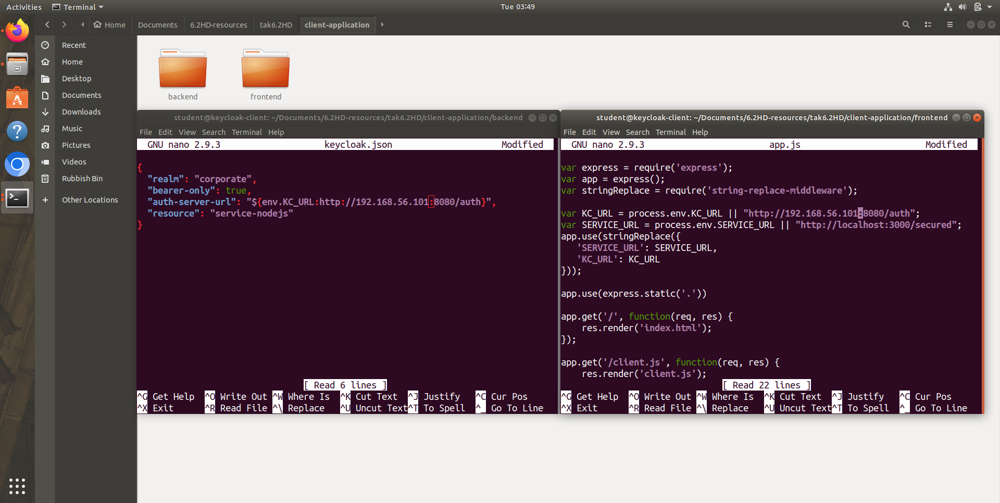 Activities Terminal Tue 03:49
Home Documents 6.2HD-resources tak6.2HD client-application
Recent
Home
Desktop
Documents
Downloads
Music
Pictures
Videos
Rubbish Bin
Other Locations
backend frontend
student@keycloak-client: ~/Documents/6.2HD-resources/tak6.2HD/client-application/backend
File Edit View Search Terminal Help
GNU nano 2.9.3 keycloak.json Modified
{
"realm": "corporate",
"bearer-only": true,
"auth-server-url": "${env.KC_URL:http://192.168.56.101:8080/auth}",
"resource": "service-nodejs"
}
[ Read 6 lines ]
^G Get Help ^O Write Out ^W Where Is ^K Cut Text ^J Justify ^C Cur Pos
^X Exit ^R Read File ^\ Replace ^U Uncut Text ^T To Spell ^_ Go To Line
student@keycloak-client: ~/Documents/6.2HD-resources/tak6.2HD/client-application/frontend
File Edit View Search Terminal Help
GNU nano 2.9.3 app.js Modified
var express = require('express');
var app = express();
var stringReplace = require('string-replace-middleware');
var KC_URL = process.env.KC_URL || "http://192.168.56.101:8080/auth";
var SERVICE_URL = process.env.SERVICE_URL || "http://localhost:3000/secured";
app.use(stringReplace({
'SERVICE_URL': SERVICE_URL,
'KC_URL': KC_URL
}));
app.use(express.static('.'))
app.get('/', function(req, res) {
res.render('index.html');
});
app.get('/client.js', function(req, res) {
res.render('client.js');
[ Read 22 lines ]
^G Get Help ^O Write Out ^W Where Is ^K Cut Text ^J Justify ^C Cur Pos
^X Exit ^R Read File ^\ Replace ^U Uncut Text ^T To Spell ^_ Go To Line